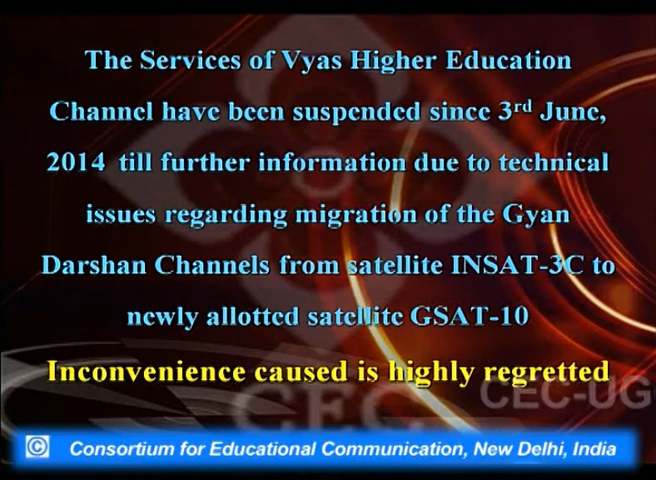 The Services of Vyas Higher Education
Channel have been suspended since 3rd June,
2014 till further information due to technical
issues regarding migration of the Gyan
Darshan Channels from satellite INSAT-3C to
newly allotted satellite GSAT-10
Inconvenience caused is highly regretted
CEC
CEC-UG
© Consortium for Educational Communication, New Delhi, India